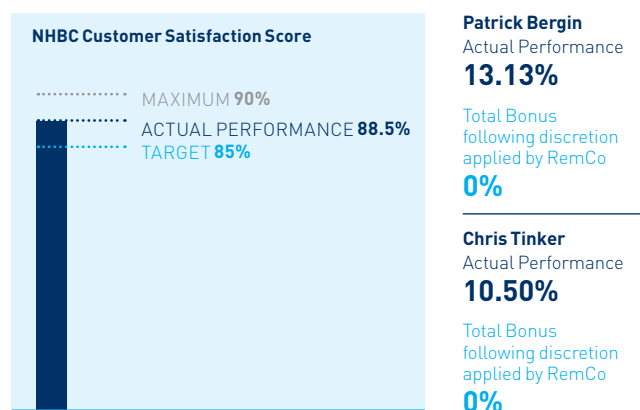 NHBC Customer Satisfaction Score
MAXIMUM 90%
ACTUAL PERFORMANCE 88.5%
TARGET 85%
Patrick Bergin
Actual Performance
13.13%
Total Bonus
following discretion
applied by RemCo
0%
Chris Tinker
Actual Performance
10.50%
Total Bonus
following discretion
applied by RemCo
0%